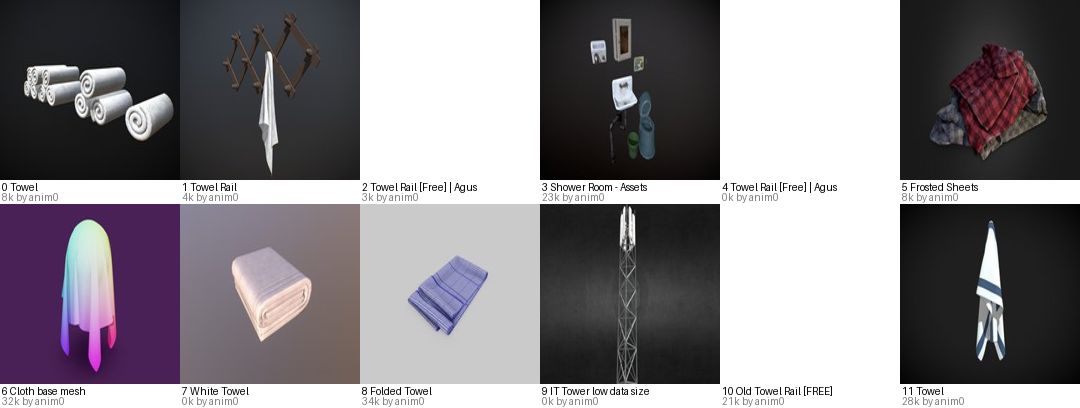 0 Towel
8k by anim0
1 Towel Rail
4k by anim0
2 Towel Rail [Free] | Agus
3k by anim0
3 Shower Room - Assets
23k by anim0
4 Towel Rail [Free] | Agus
0k by anim0
5 Frosted Sheets
8k by anim0
6 Cloth base mesh
32k by anim0
7 White Towel
0k by anim0
8 Folded Towel
34k by anim0
9 IT Tower low data size
0k by anim0
10 Old Towel Rail [FREE]
21k by anim0
11 Towel
28k by anim0